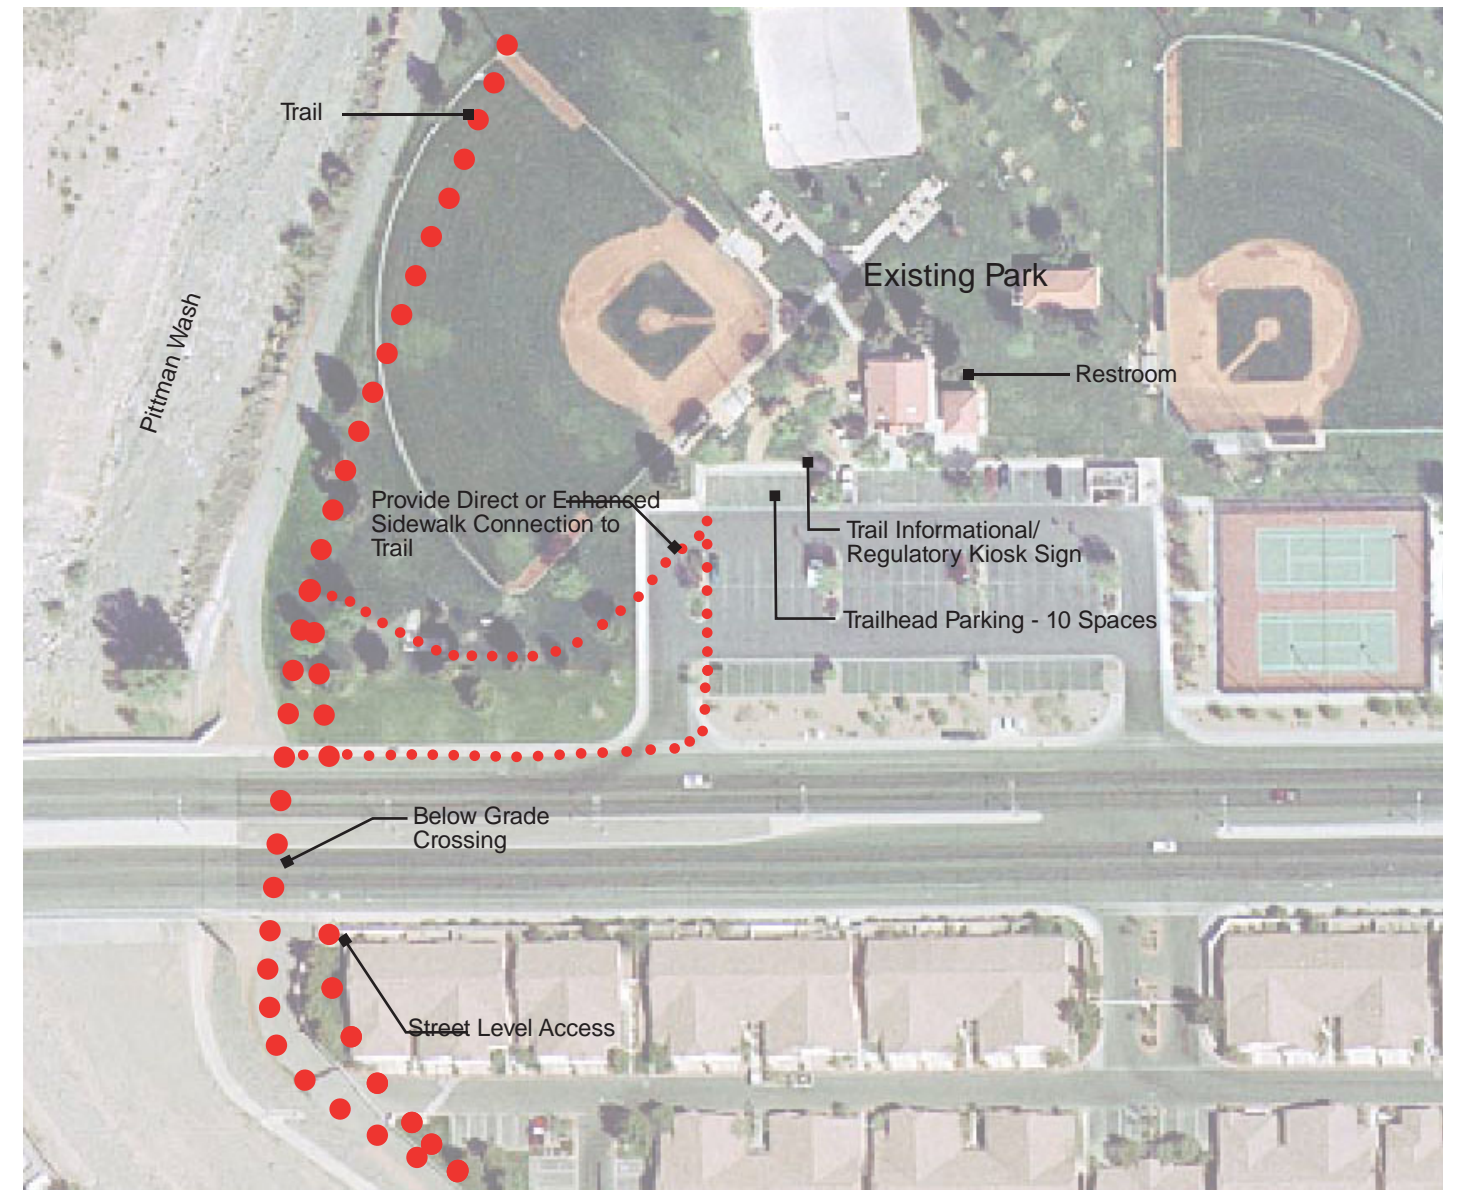 Trail
Existing Park
Pittman Wash
Restroom
Provide Direct or Enhanced
Sidewalk Connection to
Trail
Trail Informational/
Regulatory Kiosk Sign
Trailhead Parking - 10 Spaces
Below Grade
Crossing
Street Level Access